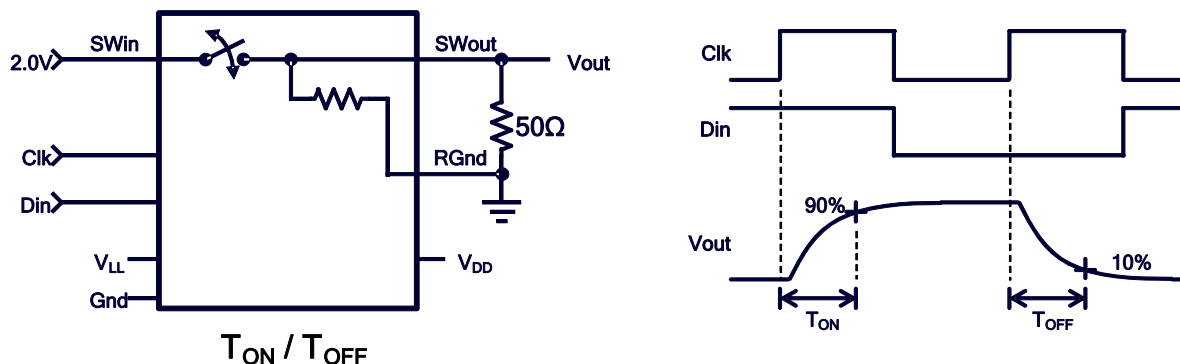 SWin
SWout
2.0V
Vout
50Ω
Clk
RGnd
Din
VLL
VDD
Gnd
TON / TOFF
Clk
Din
90%
Vout
10%
TON
TOFF